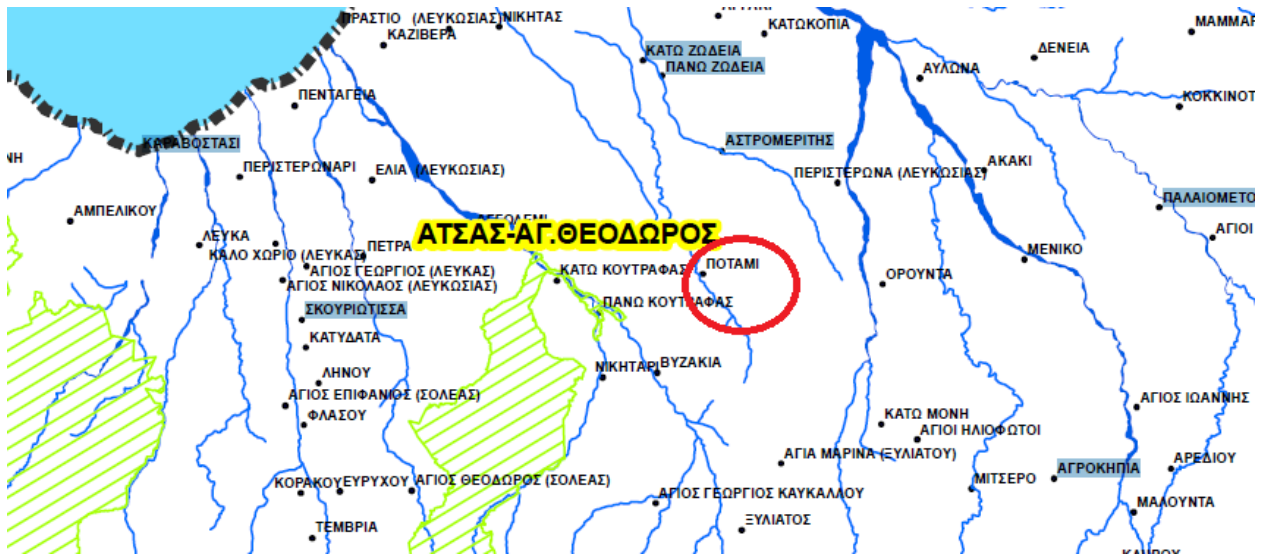 ΠΡΑΣΤΙΟ (ΛΕΥΚΩΣΙΑΣ)
ΝΙΚΗΤΑΣ
ΚΑΤΩΚΟΠΙΑ
ΜΑΜΜΑΡ
ΚΑΖΙΒΕΡΑ
ΚΑΤΩ ΖΩΔΕΙΑ
ΔΕΝΕΙΑ
ΠΑΝΩ ΖΩΔΕΙΑ
ΑΥΛΩΝΑ
ΠΕΝΤΑΓΕΙΑ
ΚΟΚΚΙΝΟΤ
ΚΑΡΑΒΟΣΤΑΣΙ
ΑΣΤΡΟΜΕΡΙΤΗΣ
ΝΗ
ΠΕΡΙΣΤΕΡΩΝΑΡΙ
ΕΛΙΑ (ΛΕΥΚΩΣΙΑΣ)
ΠΕΡΙΣΤΕΡΩΝΑ (ΛΕΥΚΩΣΙΑΣ)
ΑΚΑΚΙ
ΠΑΛΑΙΟΜΕΤΟ
ΑΜΠΕΛΙΚΟΥ
ΑΓΙΟΙ
ΛΕΥΚΑ
ΑΤΣΑΣ-ΑΓ.ΘΕΟΔΩΡΟΣ
ΠΕΤΡΑ
ΜΕΝΙΚΟ
ΚΑΛΟ ΧΩΡΙΟ (ΛΕΥΚΑΣ)
ΠΟΤΑΜΙ
ΑΓΙΟΣ ΓΕΩΡΓΙΟΣ (ΛΕΥΚΑΣ)
ΚΑΤΩ ΚΟΥΤΡΑΦΑΣ
ΟΡΟΥΝΤΑ
ΑΓΙΟΣ ΝΙΚΟΛΑΟΣ (ΛΕΥΚΩΣΙΑΣ)
ΠΑΝΩ ΚΟΥΤΡΑΦΑΣ
ΣΚΟΥΡΙΩΤΙΣΣΑ
ΚΑΤΥΔΑΤΑ
ΝΙΚΗΤΑΡΙ
ΒΥΖΑΚΙΑ
ΛΗΝΟΥ
ΑΓΙΟΣ ΕΠΙΦΑΝΙΟΣ (ΣΟΛΕΑΣ)
ΑΓΙΟΣ ΙΩΑΝΝΗΣ
ΦΛΑΣΟΥ
ΚΑΤΩ ΜΟΝΗ
ΑΓΙΟΙ ΗΛΙΟΦΩΤΟΙ
ΑΓΙΑ ΜΑΡΙΝΑ (ΞΥΛΙΑΤΟΥ)
ΑΡΕΔΙΟΥ
ΑΓΡΟΚΗΠΙΑ
ΚΟΡΑΚΟΥ
ΕΥΡΥΧΟΥ
ΑΓΙΟΣ ΘΕΟΔΩΡΟΣ (ΣΟΛΕΑΣ)
ΜΙΤΣΕΡΟ
ΑΓΙΟΣ ΓΕΩΡΓΙΟΣ ΚΑΥΚΑΛΛΟΥ
ΜΑΛΟΥΝΤΑ
ΞΥΛΙΑΤΟΣ
ΤΕΜΒΡΙΑ